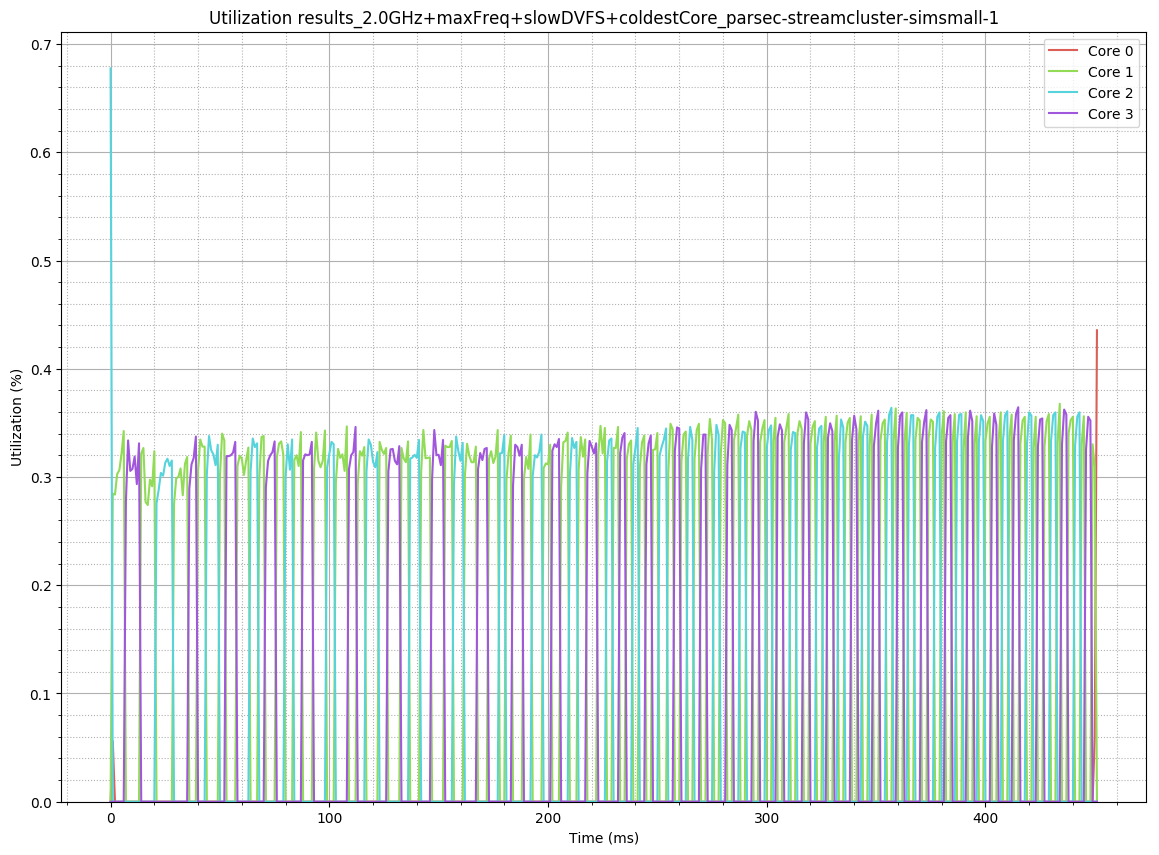 Utilization results_2.0GHz+maxFreq+slowDVFS+coldestCore_parsec-streamcluster-simsmall-1
Core 0
Core 1
Core 2
Core 3
Utilization (%)
0.7
0.6
0.5
0.4
0.3
0.2
0.1
0.0
0 100 200 300 400
Time (ms)